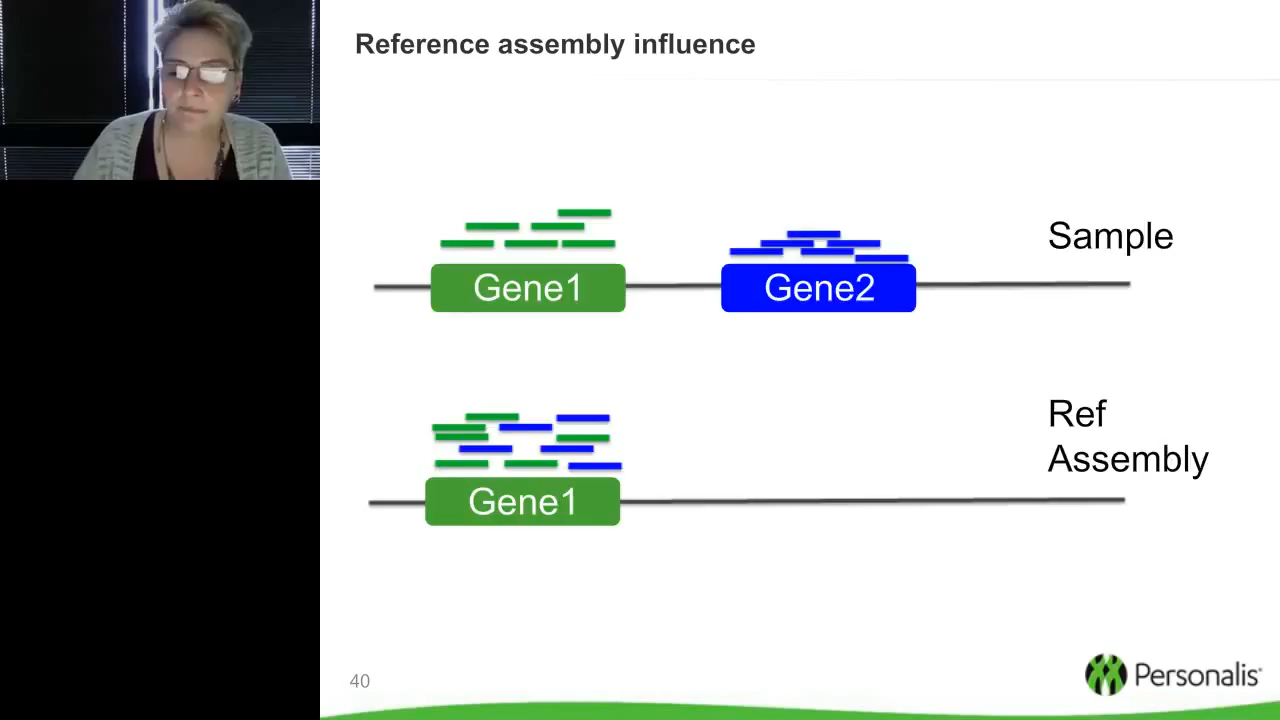 Reference assembly influence
Sample
Gene1 Gene2
Ref
Assembly
Gene1
40
Personalis